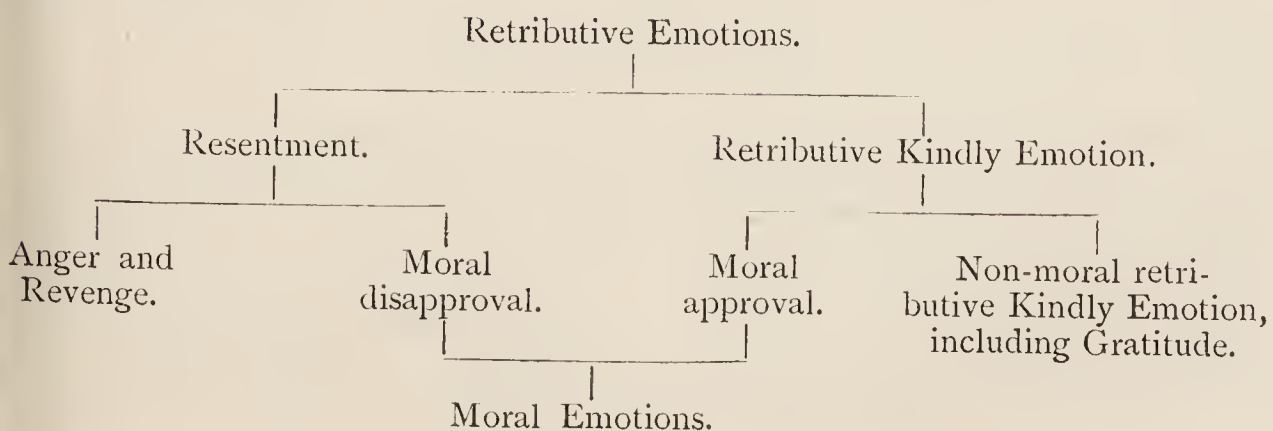 Retributive Emotions.
Resentment.
Retributive Kindly Emotion.
Anger and
Revenge.
Moral
disapproval.
Moral
approval.
Non-moral retri-
butive Kindly Emotion,
including Gratitude.
Moral Emotions.